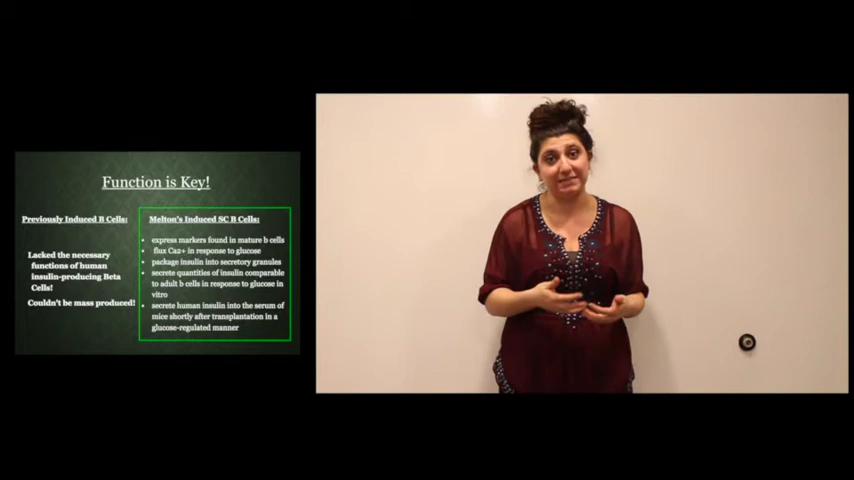 Function is Key!
Previously Induced B Cells:
Lacked the necessary
functions of human
insulin-producing Beta
Cells!
Couldn't be mass produced!
Melton's Induced SC B Cells:
• express markers found in mature b cells
• flux Ca2+ in response to glucose
• package insulin into secretory granules
• secrete quantities of insulin comparable
to adult b cells in response to glucose in
vitro
• secrete human insulin into the serum of
mice shortly after transplantation in a
glucose-regulated manner